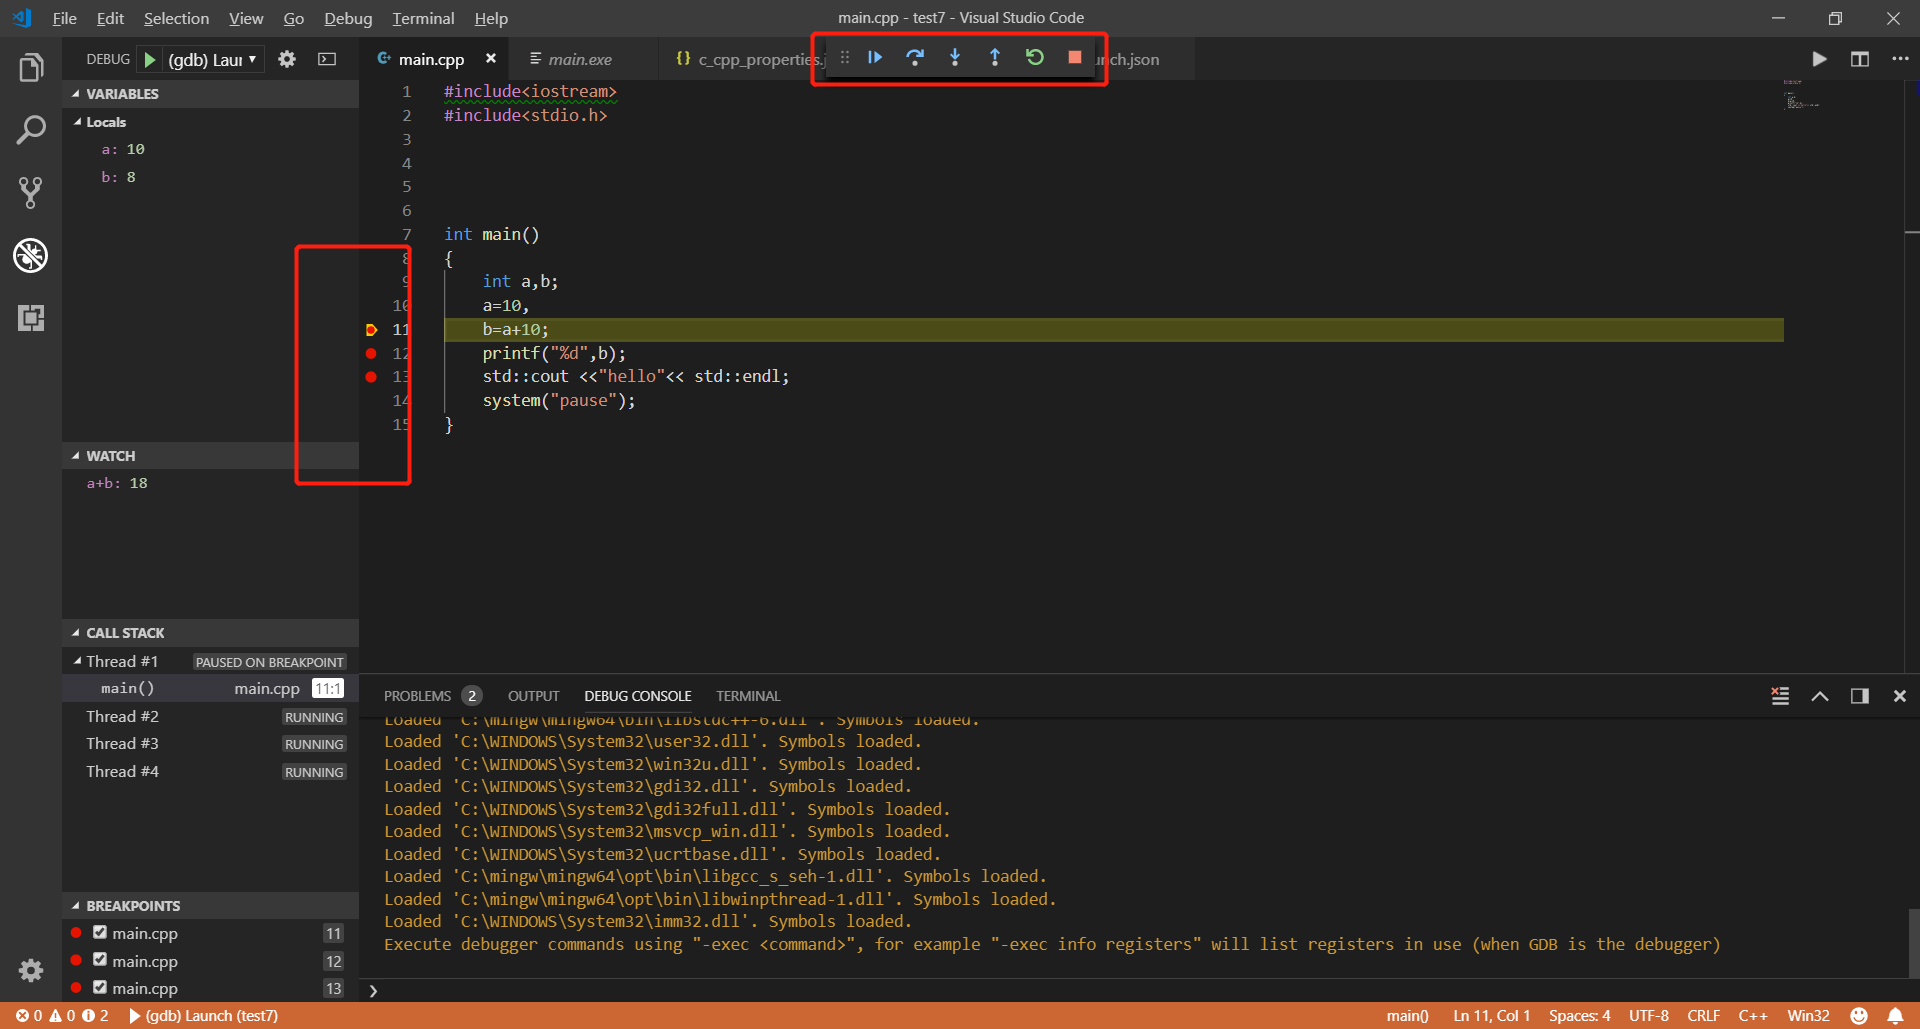 File Edit Selection View Go Debug Terminal Help
main.cpp - test7 - Visual Studio Code
DEBUG (gdb) Lau
main.cpp
main.exe
{} c_cpp_properties.j
unch.json
VARIABLES
Locals
a: 10
b: 8
WATCH
a+b: 18
CALL STACK
Thread #1 PAUSED ON BREAKPOINT
main() main.cpp 11:1
Thread #2 RUNNING
Thread #3 RUNNING
Thread #4 RUNNING
BREAKPOINTS
main.cpp 11
main.cpp 12
main.cpp 13
1 #include<iostream>
2 #include<stdio.h>
3
4
5
6
7 int main()
8 {
9 int a,b;
10 a=10,
11 b=a+10;
12 printf("%d",b);
13 std::cout <<"hello"<< std::endl;
14 system("pause");
15 }
PROBLEMS 2 OUTPUT DEBUG CONSOLE TERMINAL
Loaded 'C:\mingw\mingw64\bin\libstdc++-6.dll'. Symbols loaded.
Loaded 'C:\WINDOWS\System32\user32.dll'. Symbols loaded.
Loaded 'C:\WINDOWS\System32\win32u.dll'. Symbols loaded.
Loaded 'C:\WINDOWS\System32\gdi32.dll'. Symbols loaded.
Loaded 'C:\WINDOWS\System32\gdi32full.dll'. Symbols loaded.
Loaded 'C:\WINDOWS\System32\msvcp_win.dll'. Symbols loaded.
Loaded 'C:\WINDOWS\System32\ucrtbase.dll'. Symbols loaded.
Loaded 'C:\mingw\mingw64\opt\bin\libgcc_s_seh-1.dll'. Symbols loaded.
Loaded 'C:\mingw\mingw64\opt\bin\libwinpthread-1.dll'. Symbols loaded.
Loaded 'C:\WINDOWS\System32\imm32.dll'. Symbols loaded.
Execute debugger commands using "-exec <command>", for example "-exec info registers" will list registers in use (when GDB is the debugger)
0 0 2 (gdb) Launch (test7)
main() Ln 11, Col 1 Spaces: 4 UTF-8 CRLF C++ Win32